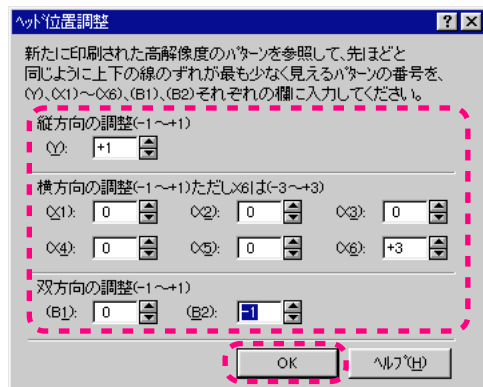 ﾍｯﾄﾞ位置調整
新たに印刷された高解像度のﾊﾟﾀｰﾝを参照して、先ほどと
同じように上下の線のずれが最も少なく見えるﾊﾟﾀｰﾝの番号を、
(Y)、(X1)～(X6)、(B1)、(B2)それぞれの欄に入力してください。
縦方向の調整(-1～+1)
(Y): +1
横方向の調整(-1～+1)ただしX6は(-3～+3)
(X1): 0 (X2): 0 (X3): 0
(X4): 0 (X5): 0 (X6): +3
双方向の調整(-1～+1)
(B1): 0 (B2): -1
OK ﾍﾙﾌﾟ(H)